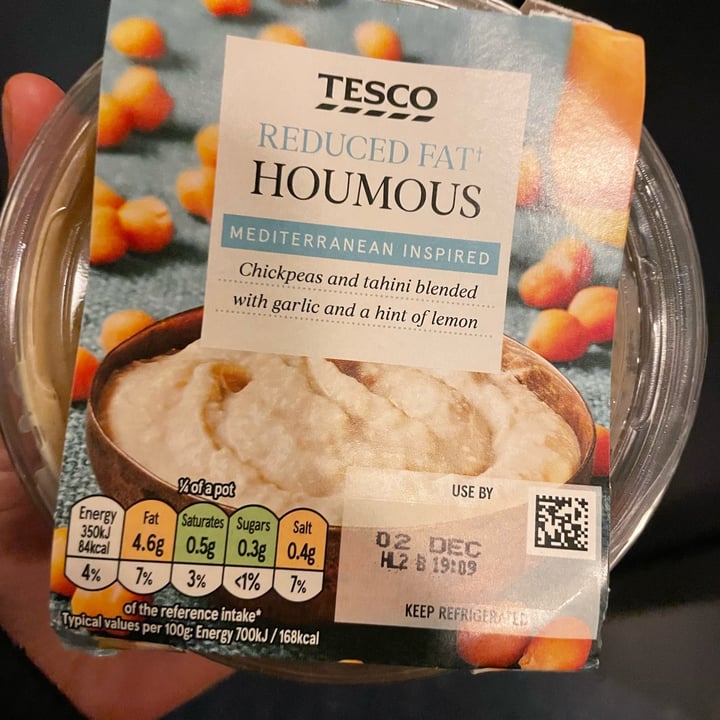 TESCO
REDUCED FAT†
HOUMOUS
MEDITERRANEAN INSPIRED
Chickpeas and tahini blended
with garlic and a hint of lemon
¼ of a pot
Energy
350kJ
84kcal
4%
Fat
4.6g
7%
Saturates
0.5g
3%
Sugars
0.3g
<1%
Salt
0.4g
7%
of the reference intake*
Typical values per 100g: Energy 700kJ / 168kcal
USE BY
02 DEC
HL2 B 19:09
KEEP REFRIGERATED